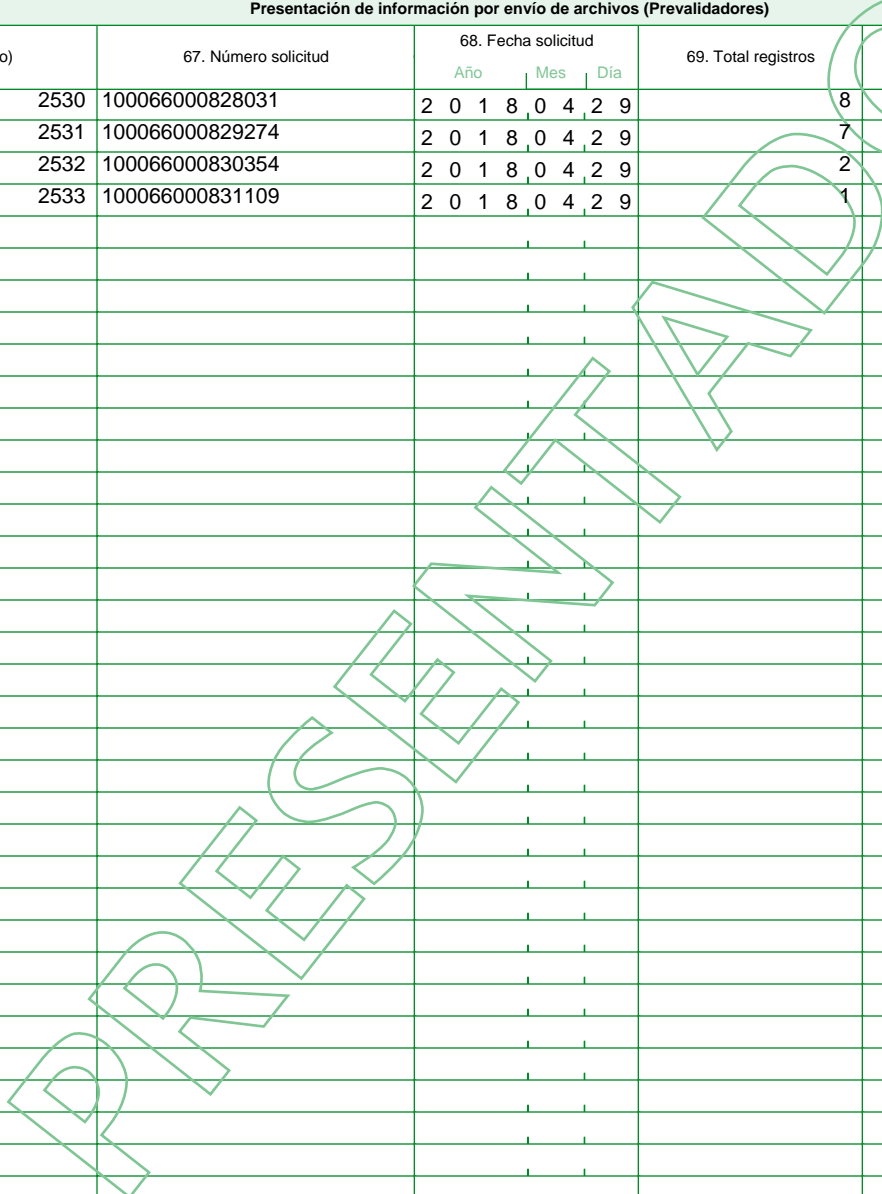 Presentación de información por envío de archivos (Prevalidadores)
o) 67. Número solicitud 68. Fecha solicitud 69. Total registros
Año Mes Día
2530 100066000828031 2 0 1 8 0 4 2 9 8
2531 100066000829274 2 0 1 8 0 4 2 9 7
2532 100066000830354 2 0 1 8 0 4 2 9 2
2533 100066000831109 2 0 1 8 0 4 2 9 1
PRESENTADO